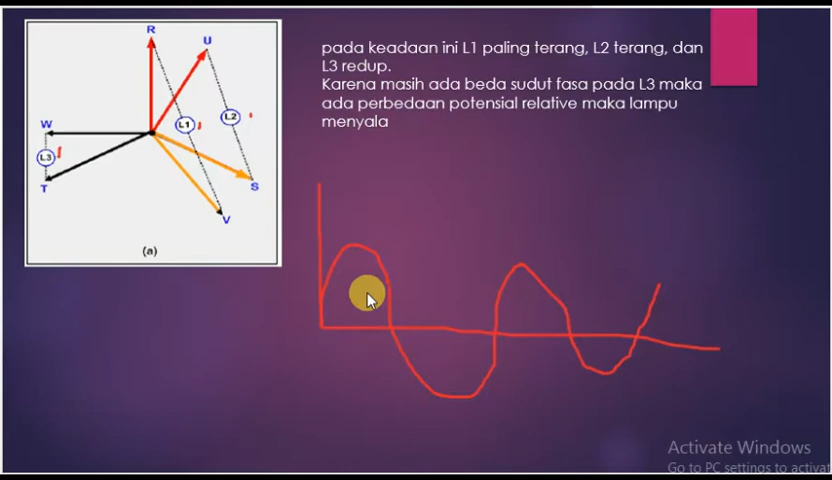 R
U
W
L1
L2
L3
T
S
V
(a)
pada keadaan ini L1 paling terang, L2 terang, dan
L3 redup.
Karena masih ada beda sudut fasa pada L3 maka
ada perbedaan potensial relative maka lampu
menyala
Activate Windows
Go to PC settings to activat